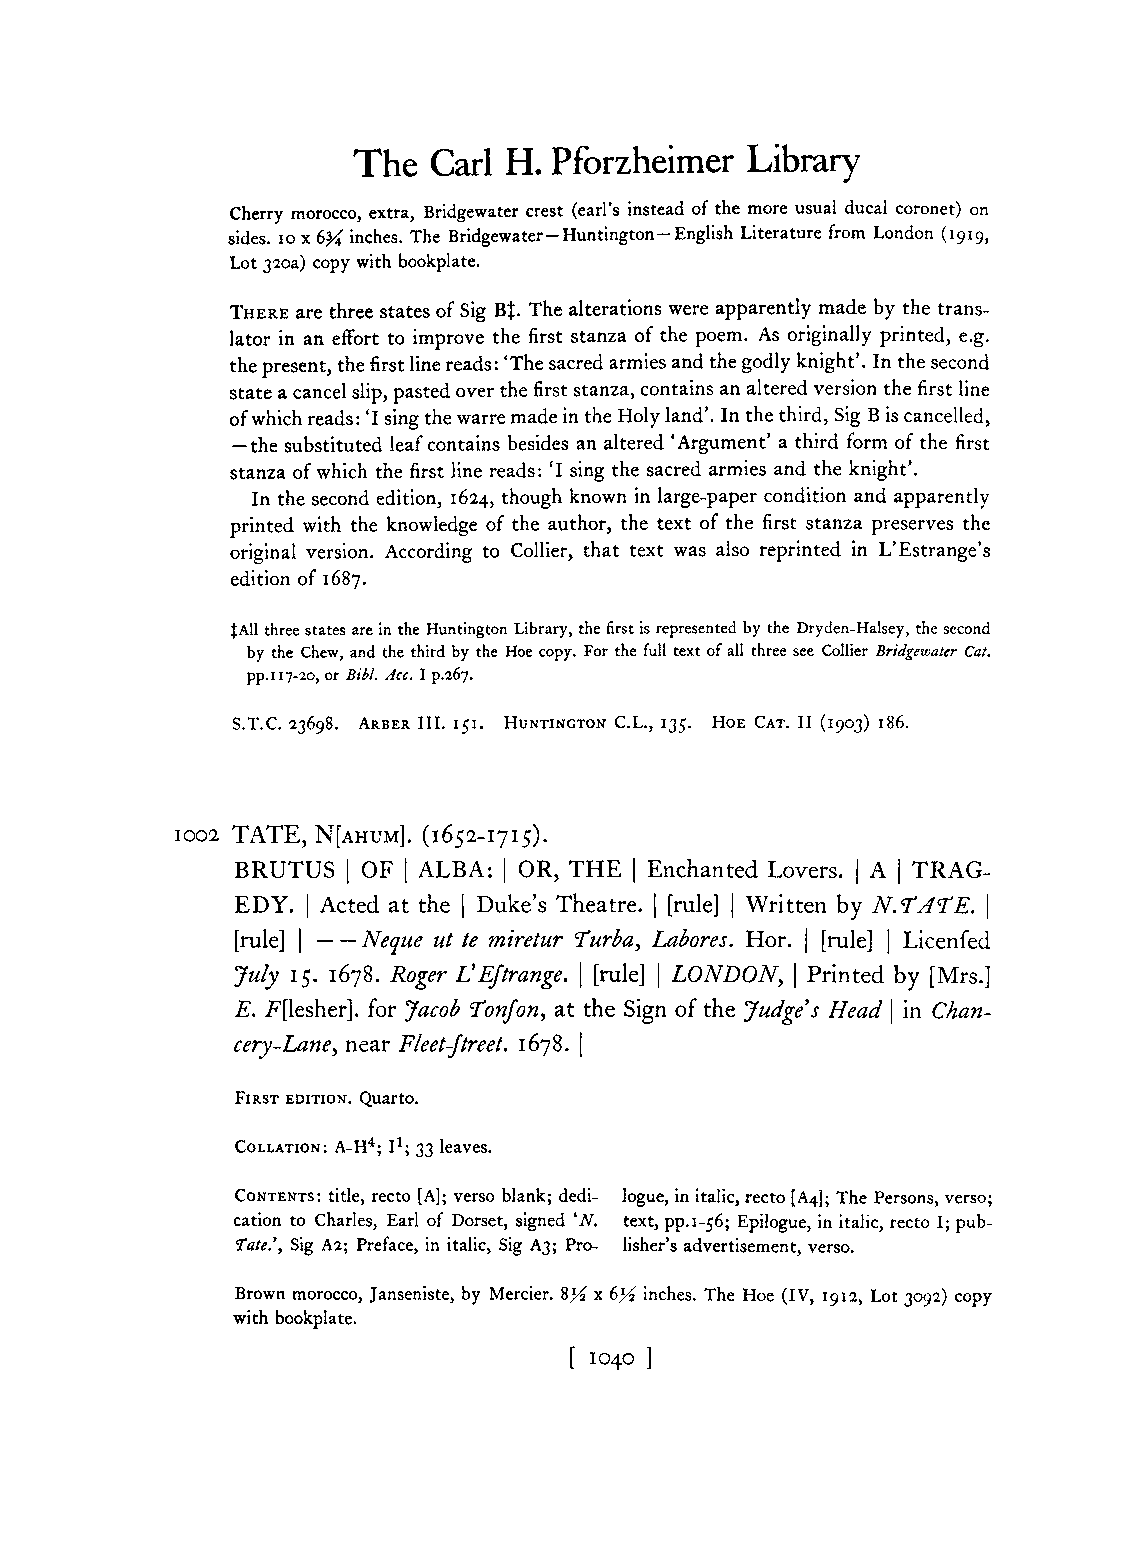 The Carl H. Pforzheimer Library
Cherry morocco, extra, Bridgewater crest (earl's instead of the more usual ducal coronet) on
sides. 10 x 6¾ inches. The Bridgewater—Huntington—English Literature from London (1919,
Lot 320a) copy with bookplate.
THERE are three states of Sig B‡. The alterations were apparently made by the trans-
lator in an effort to improve the first stanza of the poem. As originally printed, e.g.
the present, the first line reads: 'The sacred armies and the godly knight'. In the second
state a cancel slip, pasted over the first stanza, contains an altered version the first line
of which reads: 'I sing the warre made in the Holy land'. In the third, Sig B is cancelled,
—the substituted leaf contains besides an altered 'Argument' a third form of the first
stanza of which the first line reads: 'I sing the sacred armies and the knight'.
In the second edition, 1624, though known in large-paper condition and apparently
printed with the knowledge of the author, the text of the first stanza preserves the
original version. According to Collier, that text was also reprinted in L'Estrange's
edition of 1687.
‡All three states are in the Huntington Library, the first is represented by the Dryden-Halsey, the second
by the Chew, and the third by the Hoe copy. For the full text of all three see Collier Bridgewater Cat.
pp.117-20, or Bibl. Acc. I p.267.
S.T.C. 23698. ARBER III. 151. HUNTINGTON C.L., 135. HOE CAT. II (1903) 186.
1002 TATE, N[AHUM]. (1652-1715).
BRUTUS | OF | ALBA: | OR, THE | Enchanted Lovers. | A | TRAG-
EDY. | Acted at the | Duke's Theatre. | [rule] | Written by N.TATE. |
[rule] | — —Neque ut te miretur Turba, Labores. Hor. | [rule] | Licenſed
July 15. 1678. Roger L'Eſtrange. | [rule] | LONDON, | Printed by [Mrs.]
E. F[lesher]. for Jacob Tonſon, at the Sign of the Judge's Head | in Chan-
cery-Lane, near Fleet-ſtreet. 1678. |
FIRST EDITION. Quarto.
COLLATION: A-H⁴; I¹; 33 leaves.
CONTENTS: title, recto [A]; verso blank; dedi-
cation to Charles, Earl of Dorset, signed 'N.
Tate.', Sig A2; Preface, in italic, Sig A3; Pro-
logue, in italic, recto [A4]; The Persons, verso;
text, pp.1-56; Epilogue, in italic, recto I; pub-
lisher's advertisement, verso.
Brown morocco, Janseniste, by Mercier. 8½ x 6½ inches. The Hoe (IV, 1912, Lot 3092) copy
with bookplate.
[ 1040 ]